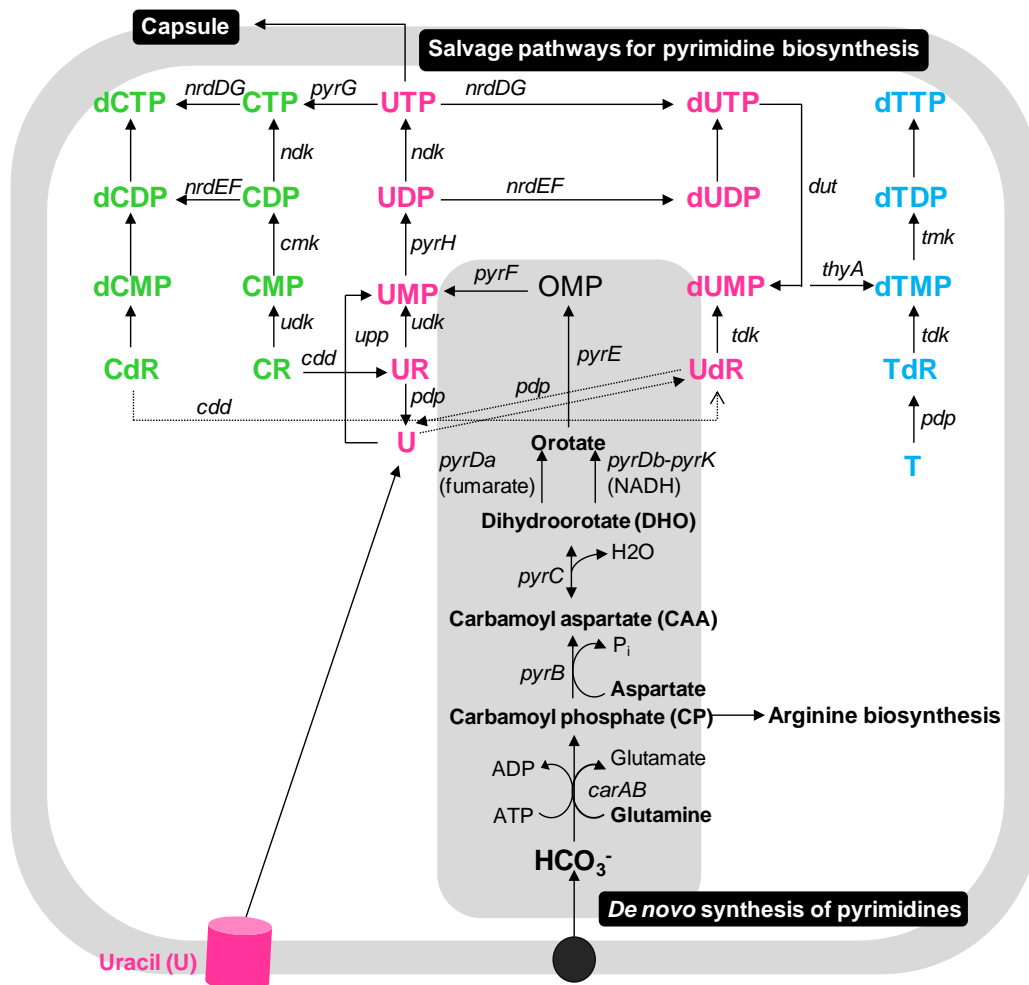 Capsule
Salvage pathways for pyrimidine biosynthesis
dCTP nrdDG CTP pyrG UTP nrdDG dUTP dTTP
ndk ndk
dCDP nrdEF CDP UDP nrdEF dUDP dut dTDP
cmk pyrH tmk
dCMP CMP UMP pyrF OMP dUMP thyA dTMP
udk upp udk tdk tdk
CdR CR cdd UR pyrE UdR TdR
cdd pdp pdp pdp
U Orotate T
pyrDa pyrDb-pyrK
(fumarate) (NADH)
Dihydroorotate (DHO)
H2O
pyrC
Carbamoyl aspartate (CAA)
Pi
pyrB
Aspartate
Carbamoyl phosphate (CP) Arginine biosynthesis
ADP Glutamate
carAB
ATP Glutamine
HCO3-
De novo synthesis of pyrimidines
Uracil (U)